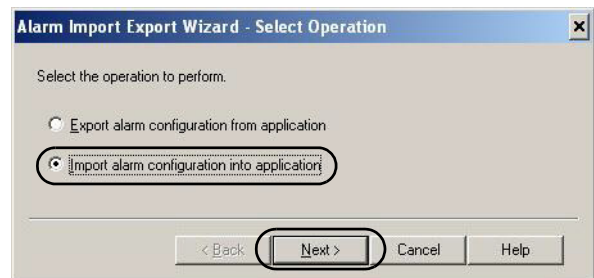 Alarm Import Export Wizard - Select Operation
Select the operation to perform.
Export alarm configuration from application
Import alarm configuration into application
< Back Next > Cancel Help